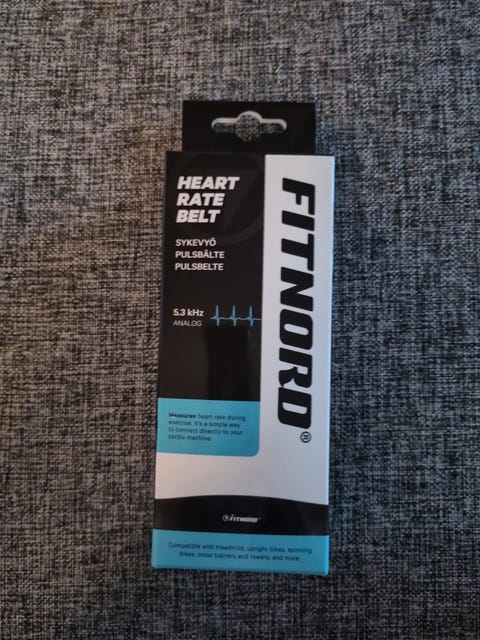 HEART
RATE
BELT
SYKEVYÖ
PULSBÄLTE
PULSBELTE
5.3 kHz
ANALOG
FITNORD®
Measures heart rate during
exercise. It's a simple way
to connect directly to your
cardio machine.
FITNORD™
Compatible with treadmills, upright bikes, spinning
bikes, cross trainers and rowers, and more.